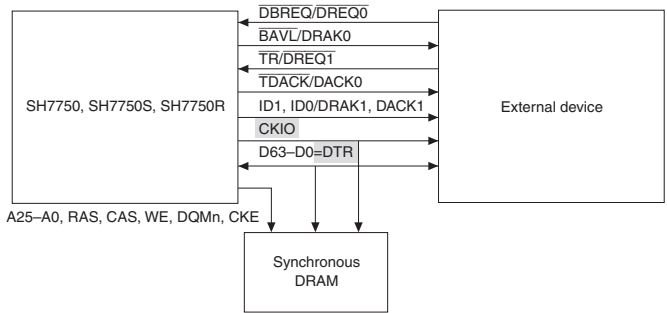 DBREQ/DREQ0
BAVL/DRAK0
TR/DREQ1
TDACK/DACK0
ID1, ID0/DRAK1, DACK1
CKIO
D63–D0=DTR
SH7750, SH7750S, SH7750R
External device
A25–A0, RAS, CAS, WE, DQMn, CKE
Synchronous
DRAM